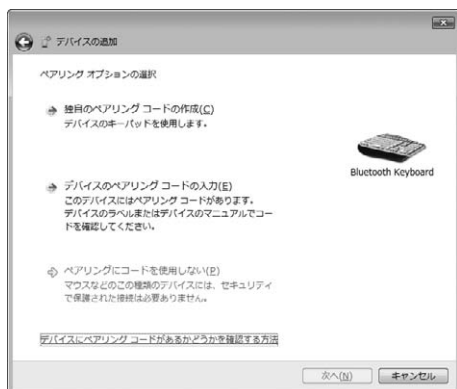 デバイスの追加
ペアリング オプションの選択
独自のペアリング コードの作成(C)
デバイスのキーパッドを使用します。
Bluetooth Keyboard
デバイスのペアリング コードの入力(E)
このデバイスにはペアリング コードがあります。
デバイスのラベルまたはデバイスのマニュアルでコー
ドを確認してください。
ペアリングにコードを使用しない(P)
マウスなどのこの種類のデバイスには、セキュリティ
で保護された接続は必要ありません。
デバイスにペアリング コードがあるかどうかを確認する方法
次へ(N) キャンセル